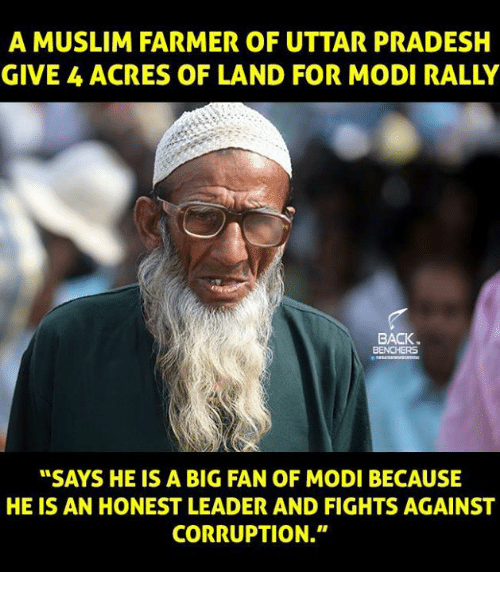 A MUSLIM FARMER OF UTTAR PRADESH
GIVE 4 ACRES OF LAND FOR MODI RALLY
BACK
BENCHERS
"SAYS HE IS A BIG FAN OF MODI BECAUSE
HE IS AN HONEST LEADER AND FIGHTS AGAINST
CORRUPTION."